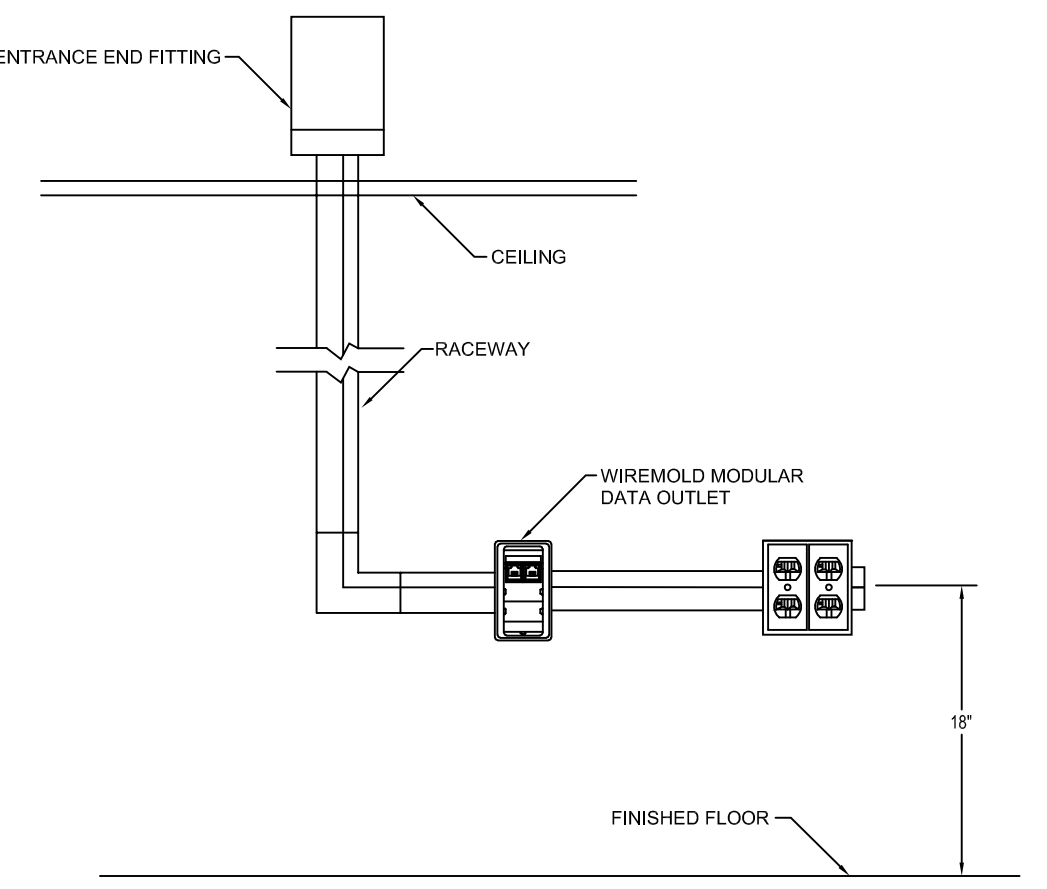 ENTRANCE END FITTING
CEILING
RACEWAY
WIREMOLD MODULAR
DATA OUTLET
18"
FINISHED FLOOR